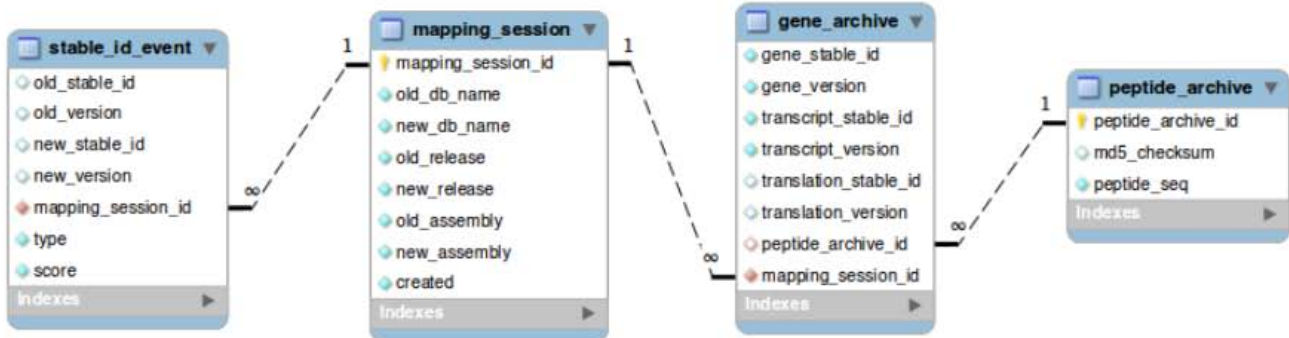 stable_id_event
old_stable_id
old_version
new_stable_id
new_version
mapping_session_id
type
score
Indexes
∞
1
mapping_session
mapping_session_id
old_db_name
new_db_name
old_release
new_release
old_assembly
new_assembly
created
Indexes
1
∞
gene_archive
gene_stable_id
gene_version
transcript_stable_id
transcript_version
translation_stable_id
translation_version
peptide_archive_id
mapping_session_id
Indexes
∞
1
peptide_archive
peptide_archive_id
md5_checksum
peptide_seq
Indexes